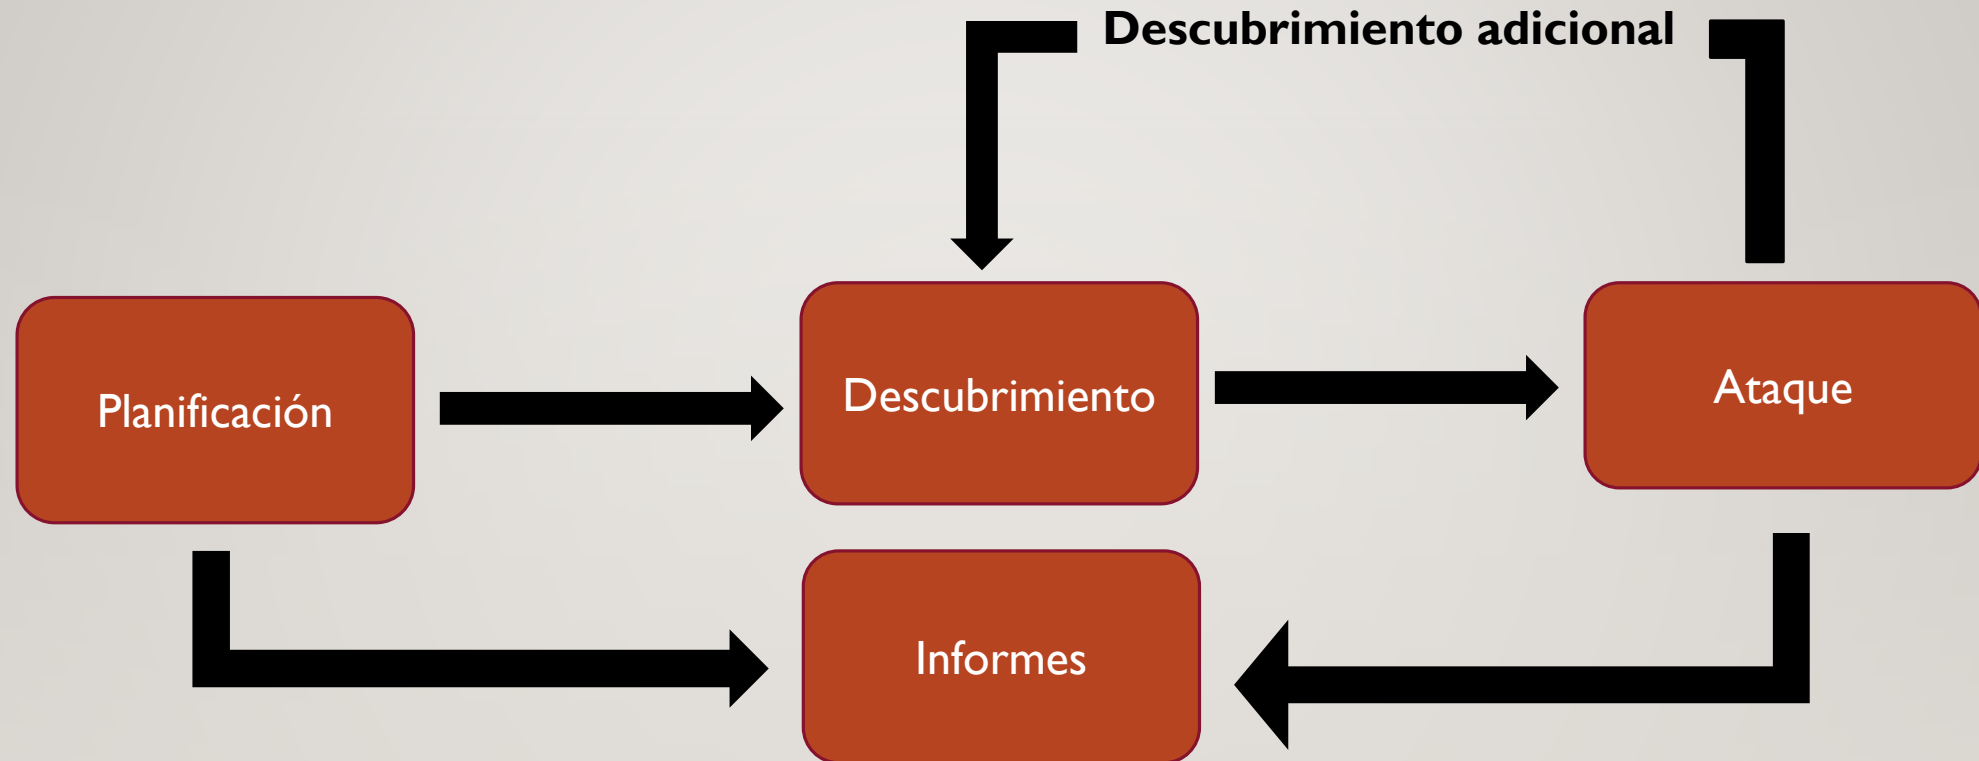 Descubrimiento adicional
Planificación
Descubrimiento
Ataque
Informes